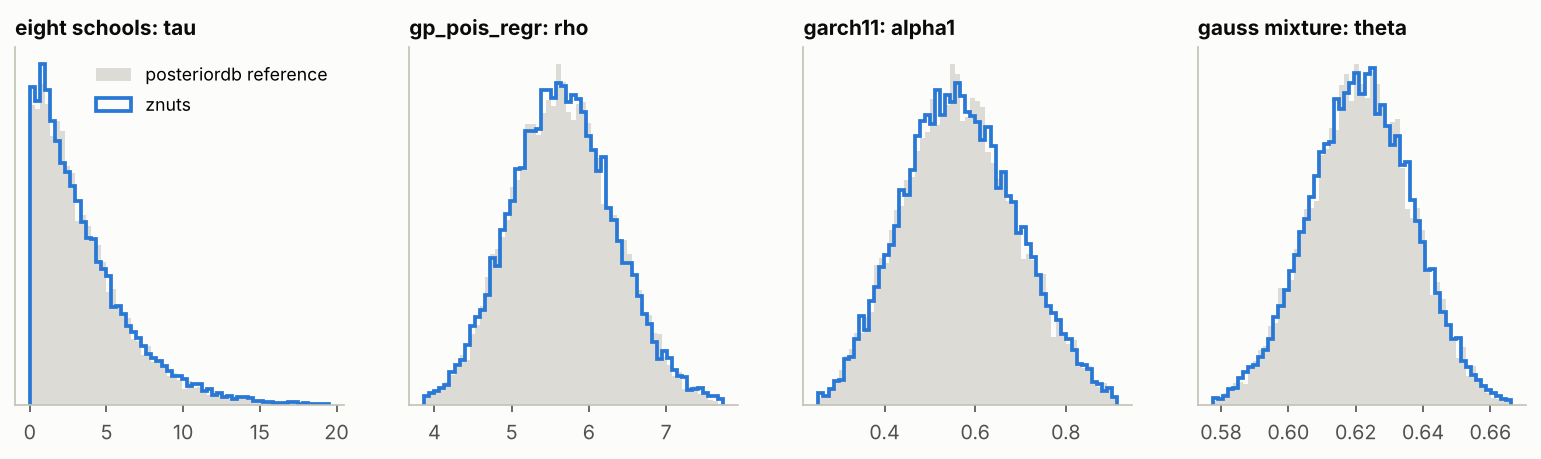 eight schools: tau
posteriordb reference
znuts
0 5 10 15 20
gp_pois_regr: rho
4 5 6 7
garch11: alpha1
0.4 0.6 0.8
gauss mixture: theta
0.58 0.60 0.62 0.64 0.66